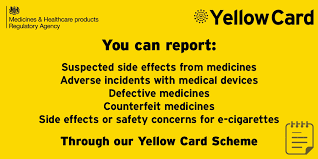 Medicines & Healthcare products
Regulatory Agency
YellowCard
You can report:
Suspected side effects from medicines
Adverse incidents with medical devices
Defective medicines
Counterfeit medicines
Side effects or safety concerns for e-cigarettes
Through our Yellow Card Scheme